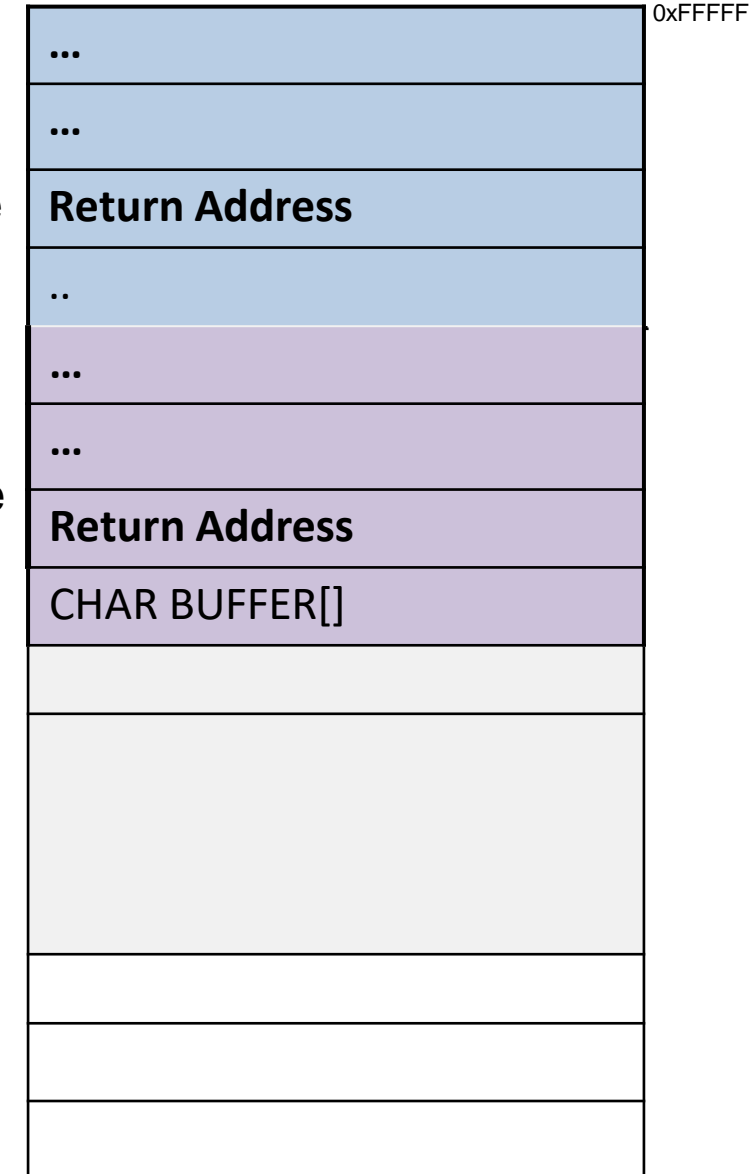 0xFFFFF
...
...
e
Return Address
..
...
...
e
Return Address
CHAR BUFFER[]